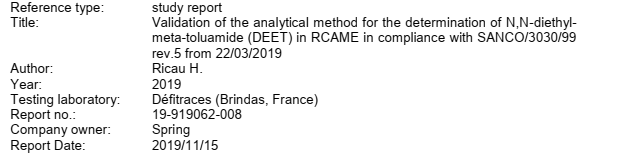 Reference type: study report
Title: Validation of the analytical method for the determination of N,N-diethyl-
meta-toluamide (DEET) in RCAME in compliance with SANCO/3030/99
rev.5 from 22/03/2019
Author: Ricau H.
Year: 2019
Testing laboratory: Défitraces (Brindas, France)
Report no.: 19-919062-008
Company owner: Spring
Report Date: 2019/11/15